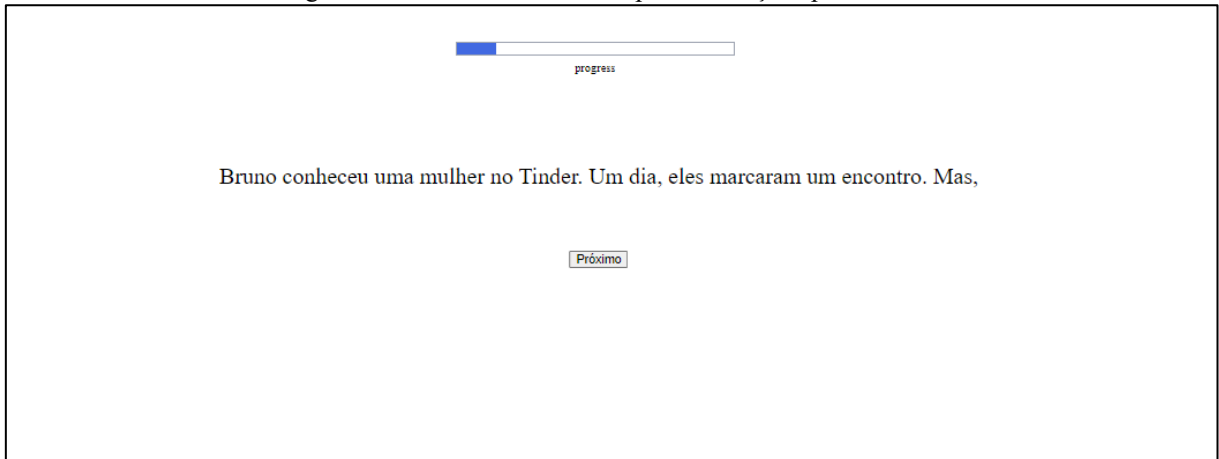 progress
Bruno conheceu uma mulher no Tinder. Um dia, eles marcaram um encontro. Mas,
Próximo